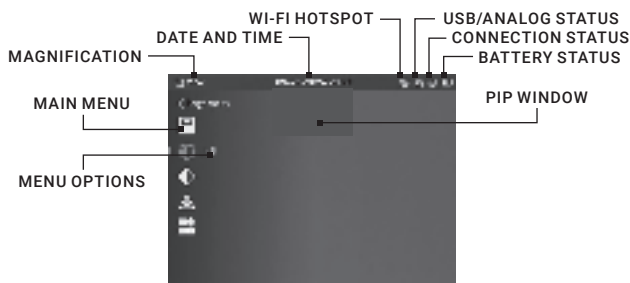 WI-FI HOTSPOT
USB/ANALOG STATUS
DATE AND TIME
CONNECTION STATUS
MAGNIFICATION
BATTERY STATUS
MAIN MENU
PIP WINDOW
MENU OPTIONS